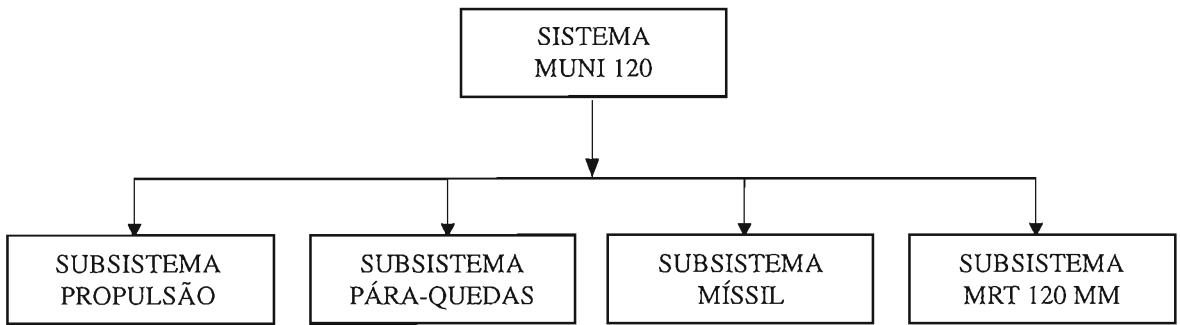 SISTEMA
MUNI 120
SUBSISTEMA
PROPULSÃO
SUBSISTEMA
PÁRA-QUEDAS
SUBSISTEMA
MÍSSIL
SUBSISTEMA
MRT 120 MM